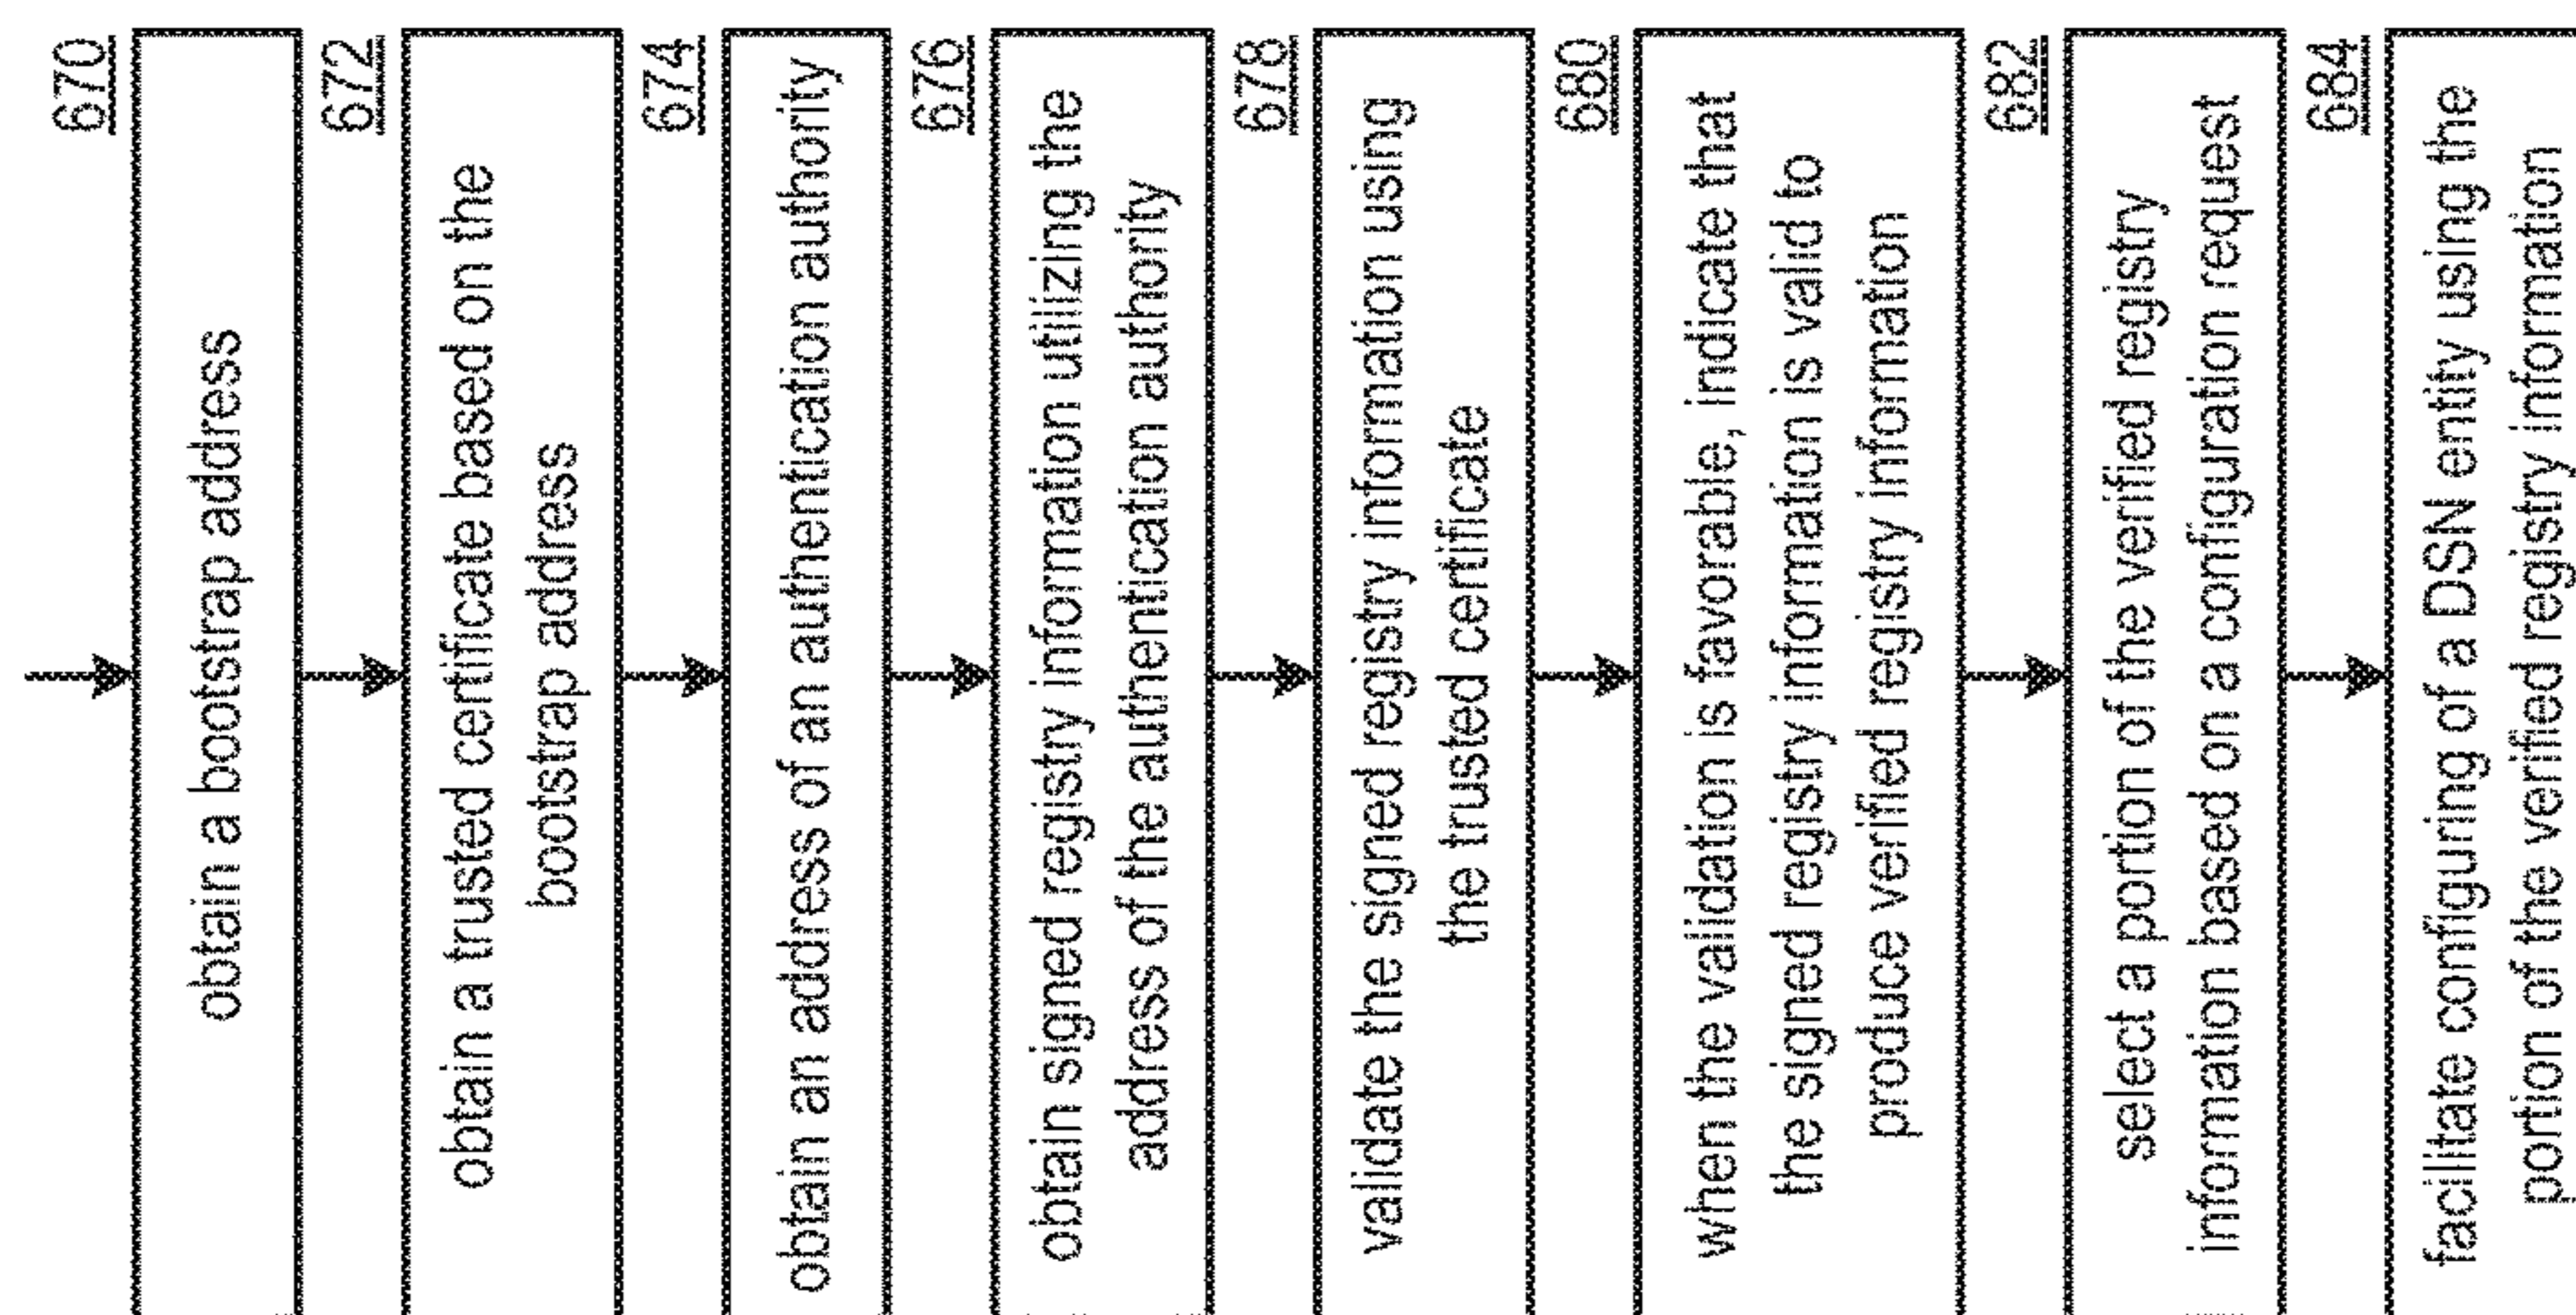 670
obtain a bootstrap address
672
obtain a trusted certificate based on the
bootstrap address
674
obtain an address of an authentication authority
676
obtain signed registry information utilizing the
address of the authentication authority
678
validate the signed registry information using
the trusted certificate
680
when the validation is favorable, indicate that
the signed registry information is valid to
produce verified registry information
682
select a portion of the verified registry
information based on a configuration request
684
facilitate configuring of a DSN entity using the
portion of the verified registry information